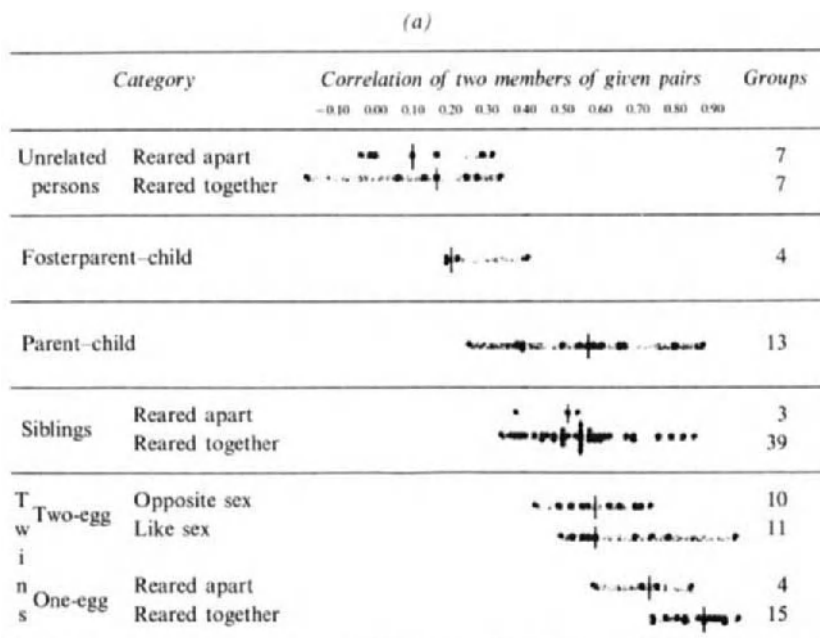 (a)
Category Correlation of two members of given pairs Groups
−0.10 0.00 0.10 0.20 0.30 0.40 0.50 0.60 0.70 0.80 0.90
Unrelated persons Reared apart 7
Reared together 7
Fosterparent–child 4
Parent–child 13
Siblings Reared apart 3
Reared together 39
Twins Two-egg Opposite sex 10
Like sex 11
One-egg Reared apart 4
Reared together 15